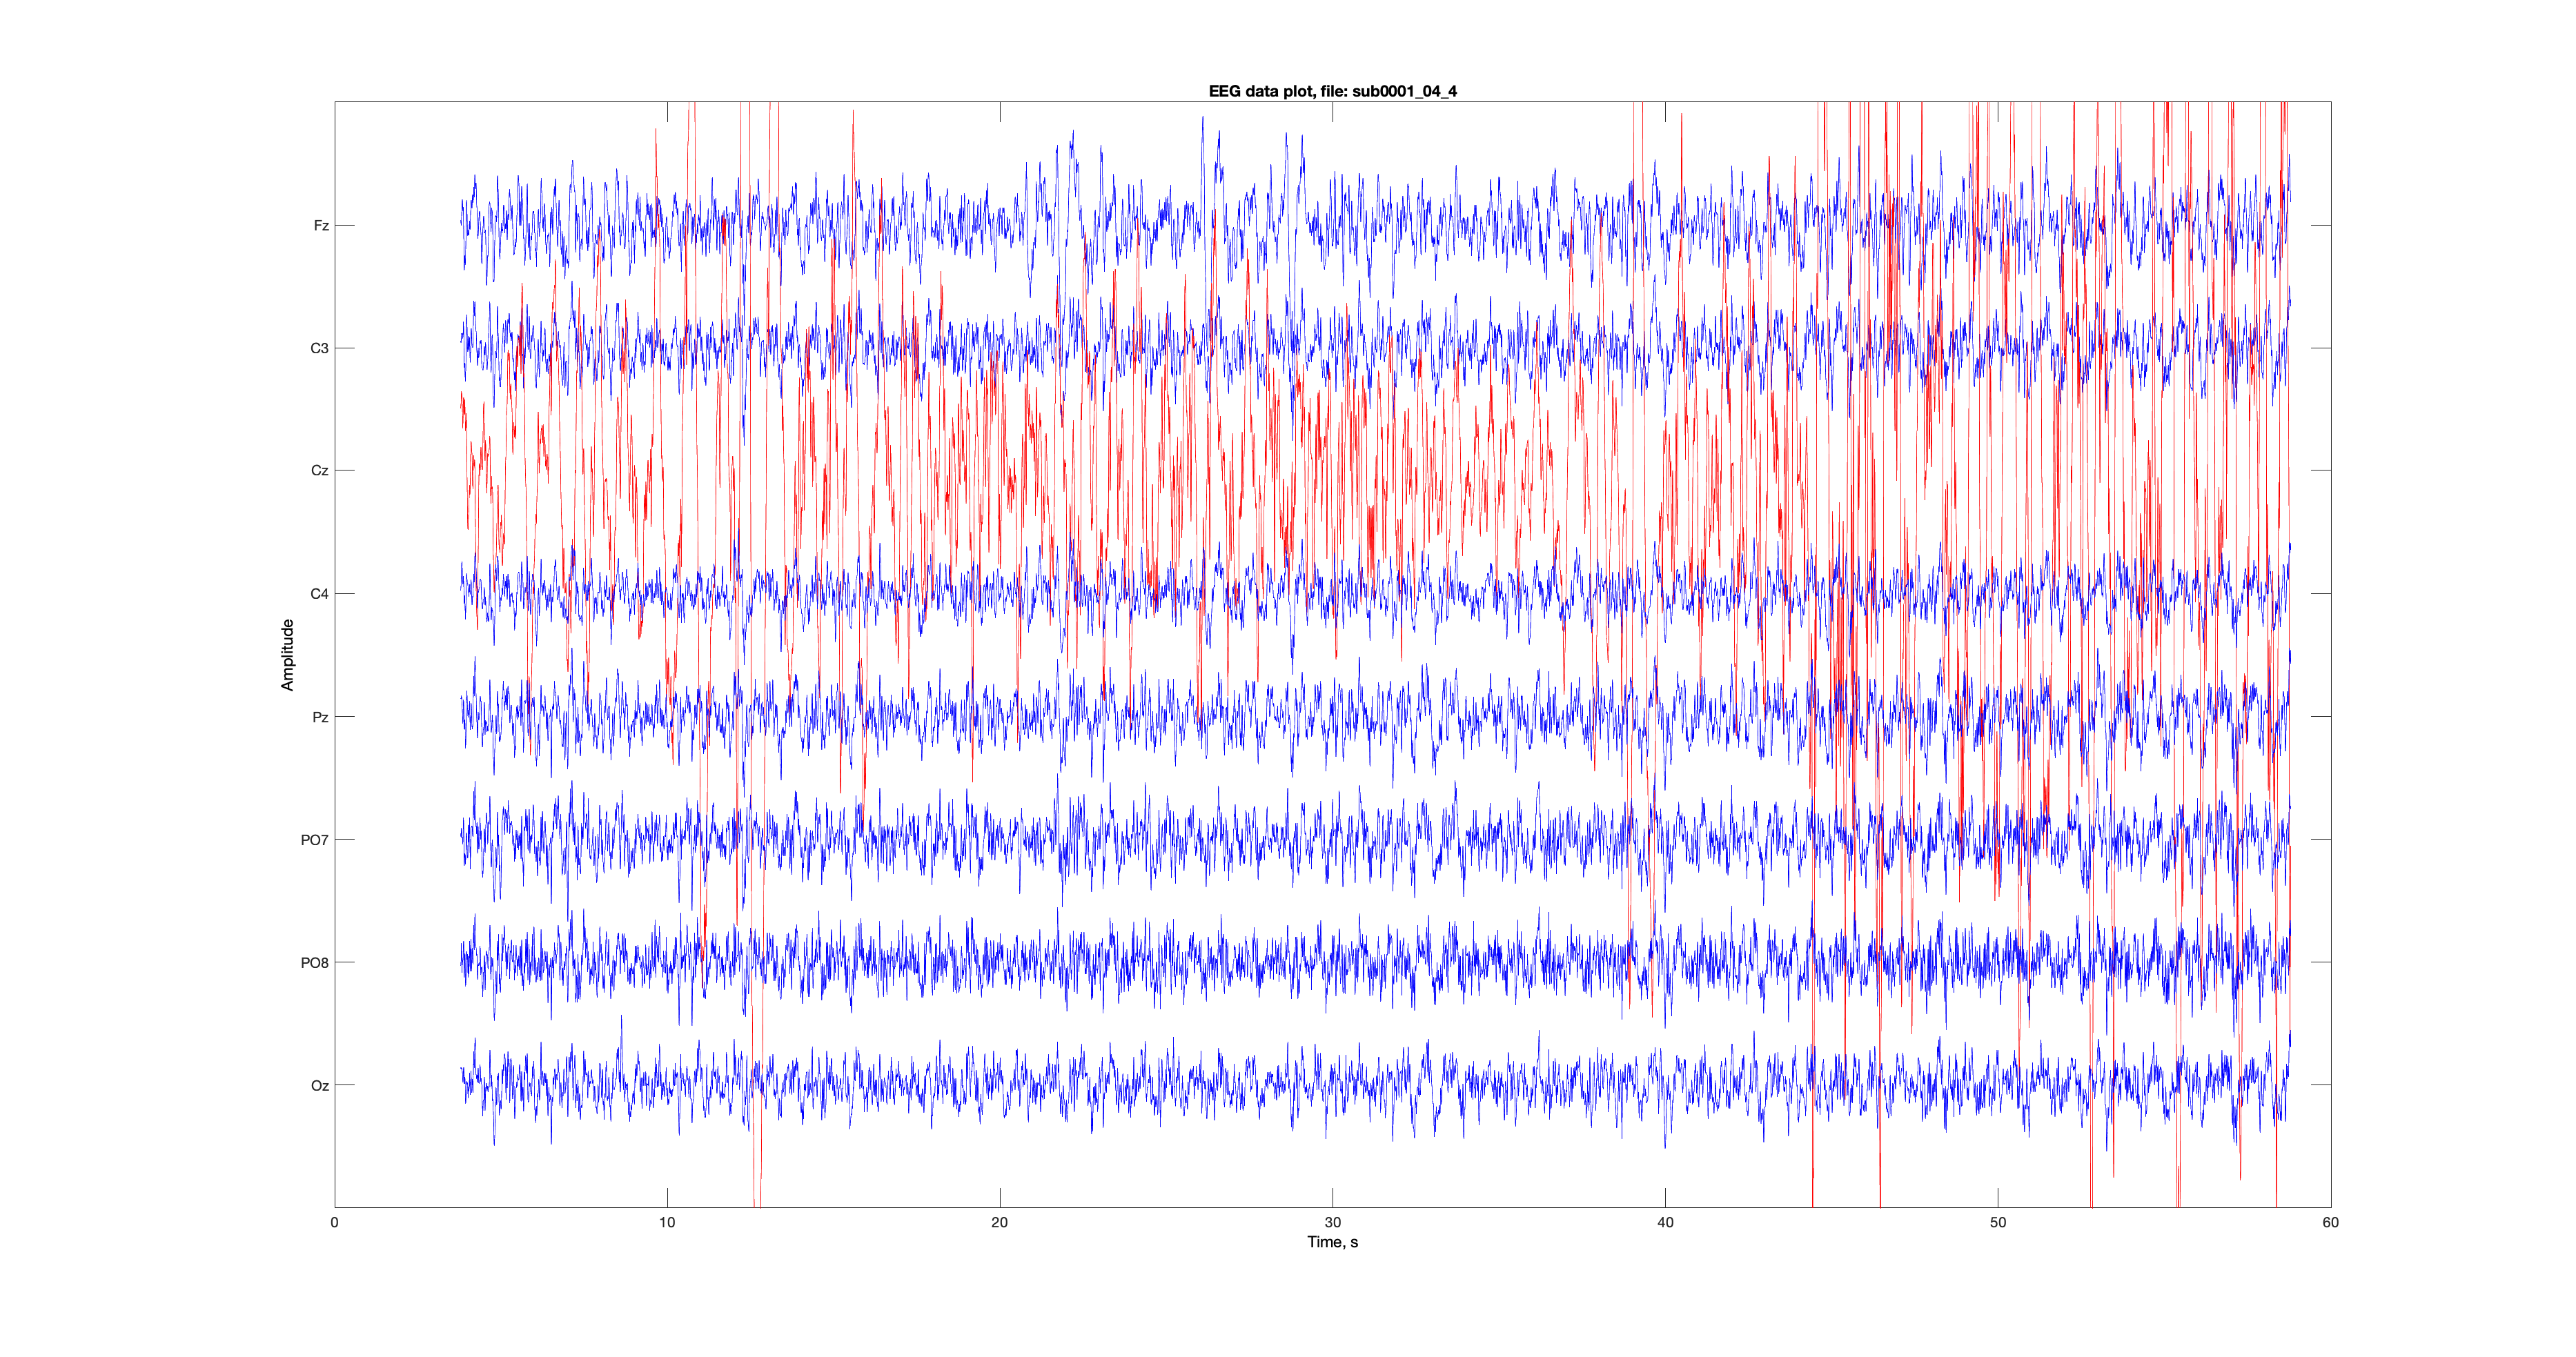 EEG data plot, file: sub0001_04_4
Fz
C3
Cz
C4
Pz
PO7
PO8
Oz
Amplitude
0 10 20 30 40 50 60
Time, s